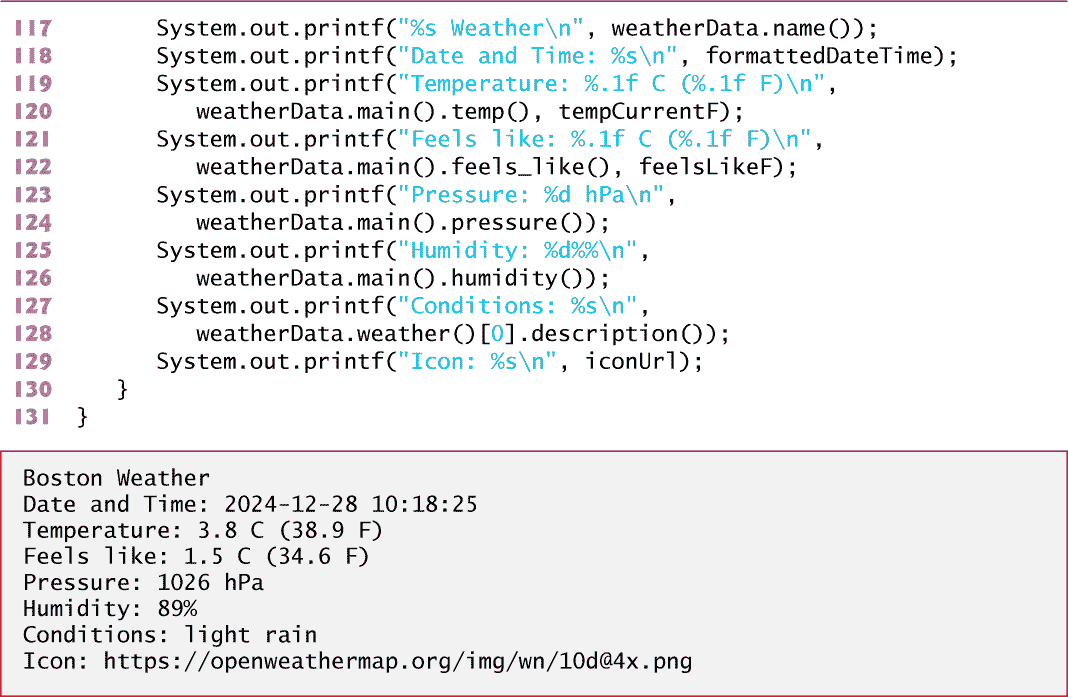 117 System.out.printf("%s Weather\n", weatherData.name());
118 System.out.printf("Date and Time: %s\n", formattedDateTime);
119 System.out.printf("Temperature: %.1f C (%.1f F)\n",
120 weatherData.main().temp(), tempCurrentF);
121 System.out.printf("Feels like: %.1f C (%.1f F)\n",
122 weatherData.main().feels_like(), feelsLikeF);
123 System.out.printf("Pressure: %d hPa\n",
124 weatherData.main().pressure());
125 System.out.printf("Humidity: %d%%\n",
126 weatherData.main().humidity());
127 System.out.printf("Conditions: %s\n",
128 weatherData.weather()[0].description());
129 System.out.printf("Icon: %s\n", iconUrl);
130 }
131 }
Boston Weather
Date and Time: 2024-12-28 10:18:25
Temperature: 3.8 C (38.9 F)
Feels like: 1.5 C (34.6 F)
Pressure: 1026 hPa
Humidity: 89%
Conditions: light rain
Icon: https://openweathermap.org/img/wn/10d@4x.png